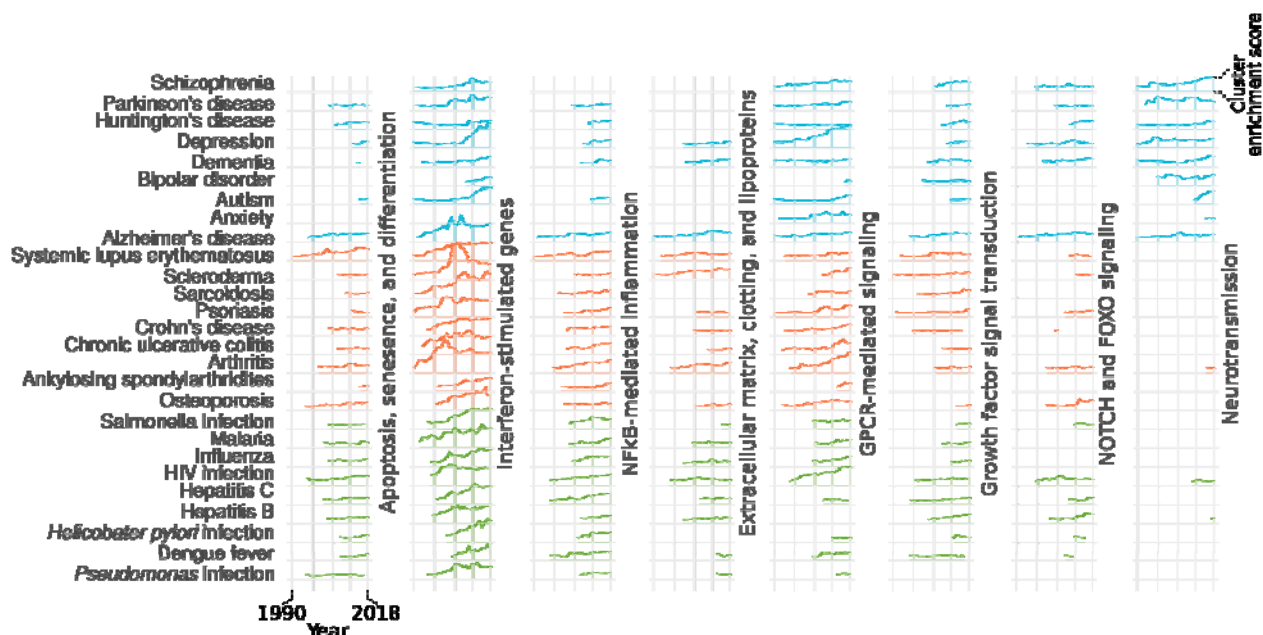 Schizophrenia
Parkinson's disease
Huntington's disease
Depression
Dementia
Bipolar disorder
Autism
Anxiety
Alzheimer's disease
Systemic lupus erythematosus
Scleroderma
Sarcoidosis
Psoriasis
Crohn's disease
Chronic ulcerative colitis
Arthritis
Ankylosing spondylarthridites
Osteoporosis
Salmonella infection
Malaria
Influenza
HIV infection
Hepatitis C
Hepatitis B
Helicobater pylori infection
Dengue fever
Pseudomonas infection
1990 2018
Year
Apoptosis, senesence, and differentiation
Interferon-stimulated genes
NFkB-mediated inflammation
Extracellular matrix, clotting, and lipoproteins
GPCR-mediated signaling
Growth factor signal transduction
NOTCH and FOXO signaling
Neurotransmission
Cluster
enrichment score